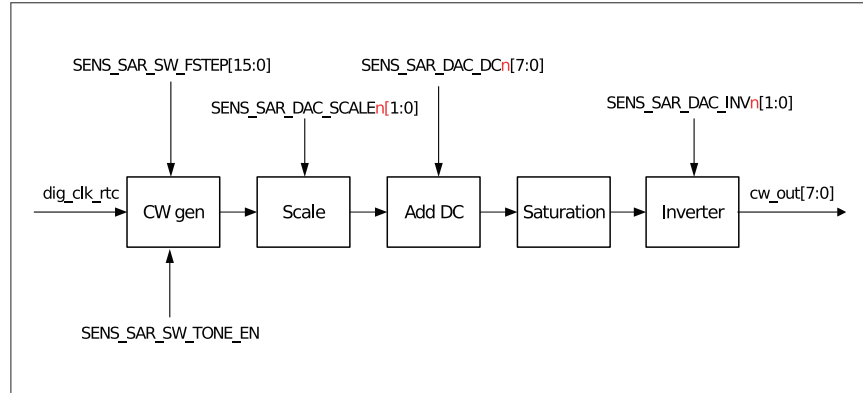 SENS_SAR_SW_FSTEP[15:0]
SENS_SAR_DAC_DCn[7:0]
SENS_SAR_DAC_SCALEn[1:0]
SENS_SAR_DAC_INVn[1:0]
dig_clk_rtc
CW gen
Scale
Add DC
Saturation
Inverter
cw_out[7:0]
SENS_SAR_SW_TONE_EN